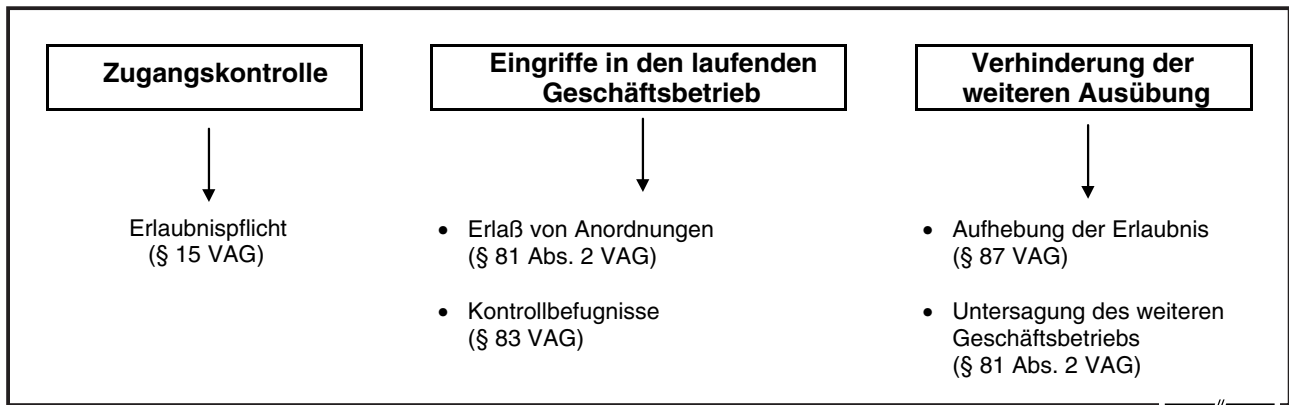 Zugangskontrolle
Erlaubnispflicht
(§ 15 VAG)
Eingriffe in den laufenden
Geschäftsbetrieb
• Erlaß von Anordnungen
(§ 81 Abs. 2 VAG)
• Kontrollbefugnisse
(§ 83 VAG)
Verhinderung der
weiteren Ausübung
• Aufhebung der Erlaubnis
(§ 87 VAG)
• Untersagung des weiteren
Geschäftsbetriebs
(§ 81 Abs. 2 VAG)